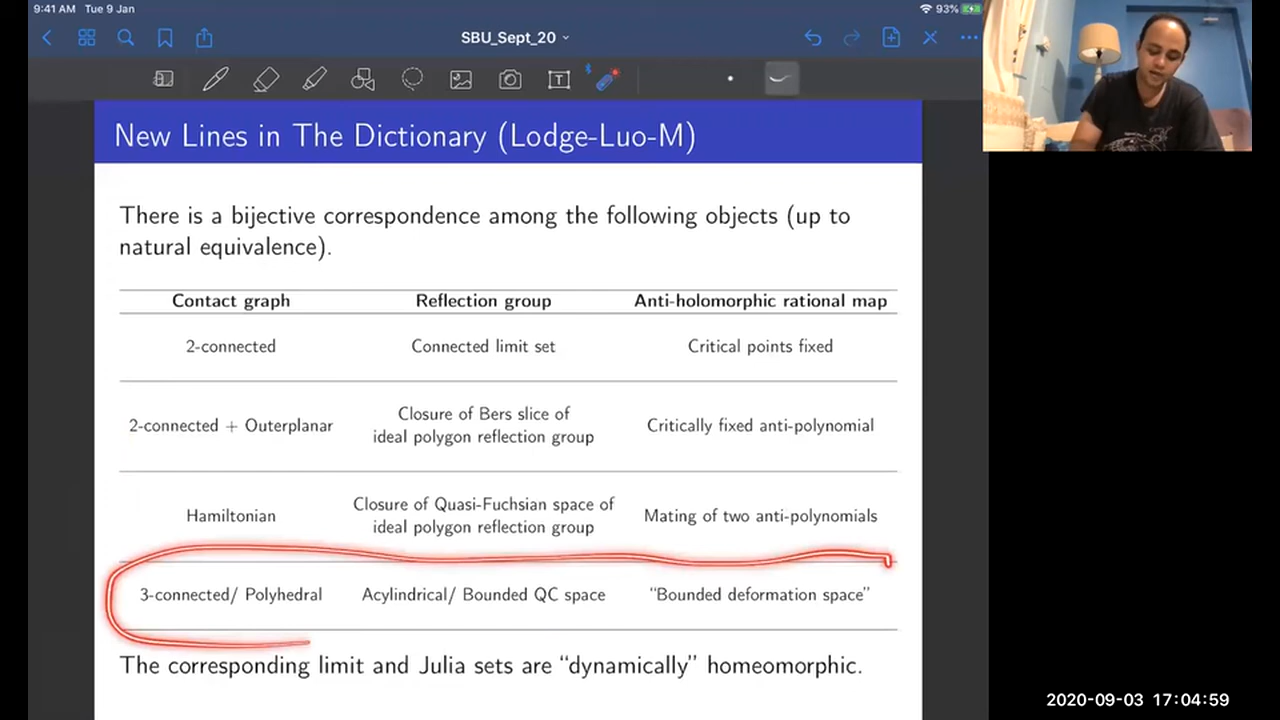 9:41 AM Tue 9 Jan
93%
SBU_Sept_20
T
New Lines in The Dictionary (Lodge-Luo-M)
There is a bijective correspondence among the following objects (up to
natural equivalence).
Contact graph Reflection group Anti-holomorphic rational map
2-connected Connected limit set Critical points fixed
2-connected + Outerplanar Closure of Bers slice of ideal polygon reflection group Critically fixed anti-polynomial
Hamiltonian Closure of Quasi-Fuchsian space of ideal polygon reflection group Mating of two anti-polynomials
3-connected/ Polyhedral Acylindrical/ Bounded QC space “Bounded deformation space”
The corresponding limit and Julia sets are “dynamically” homeomorphic.
2020-09-03 17:04:59